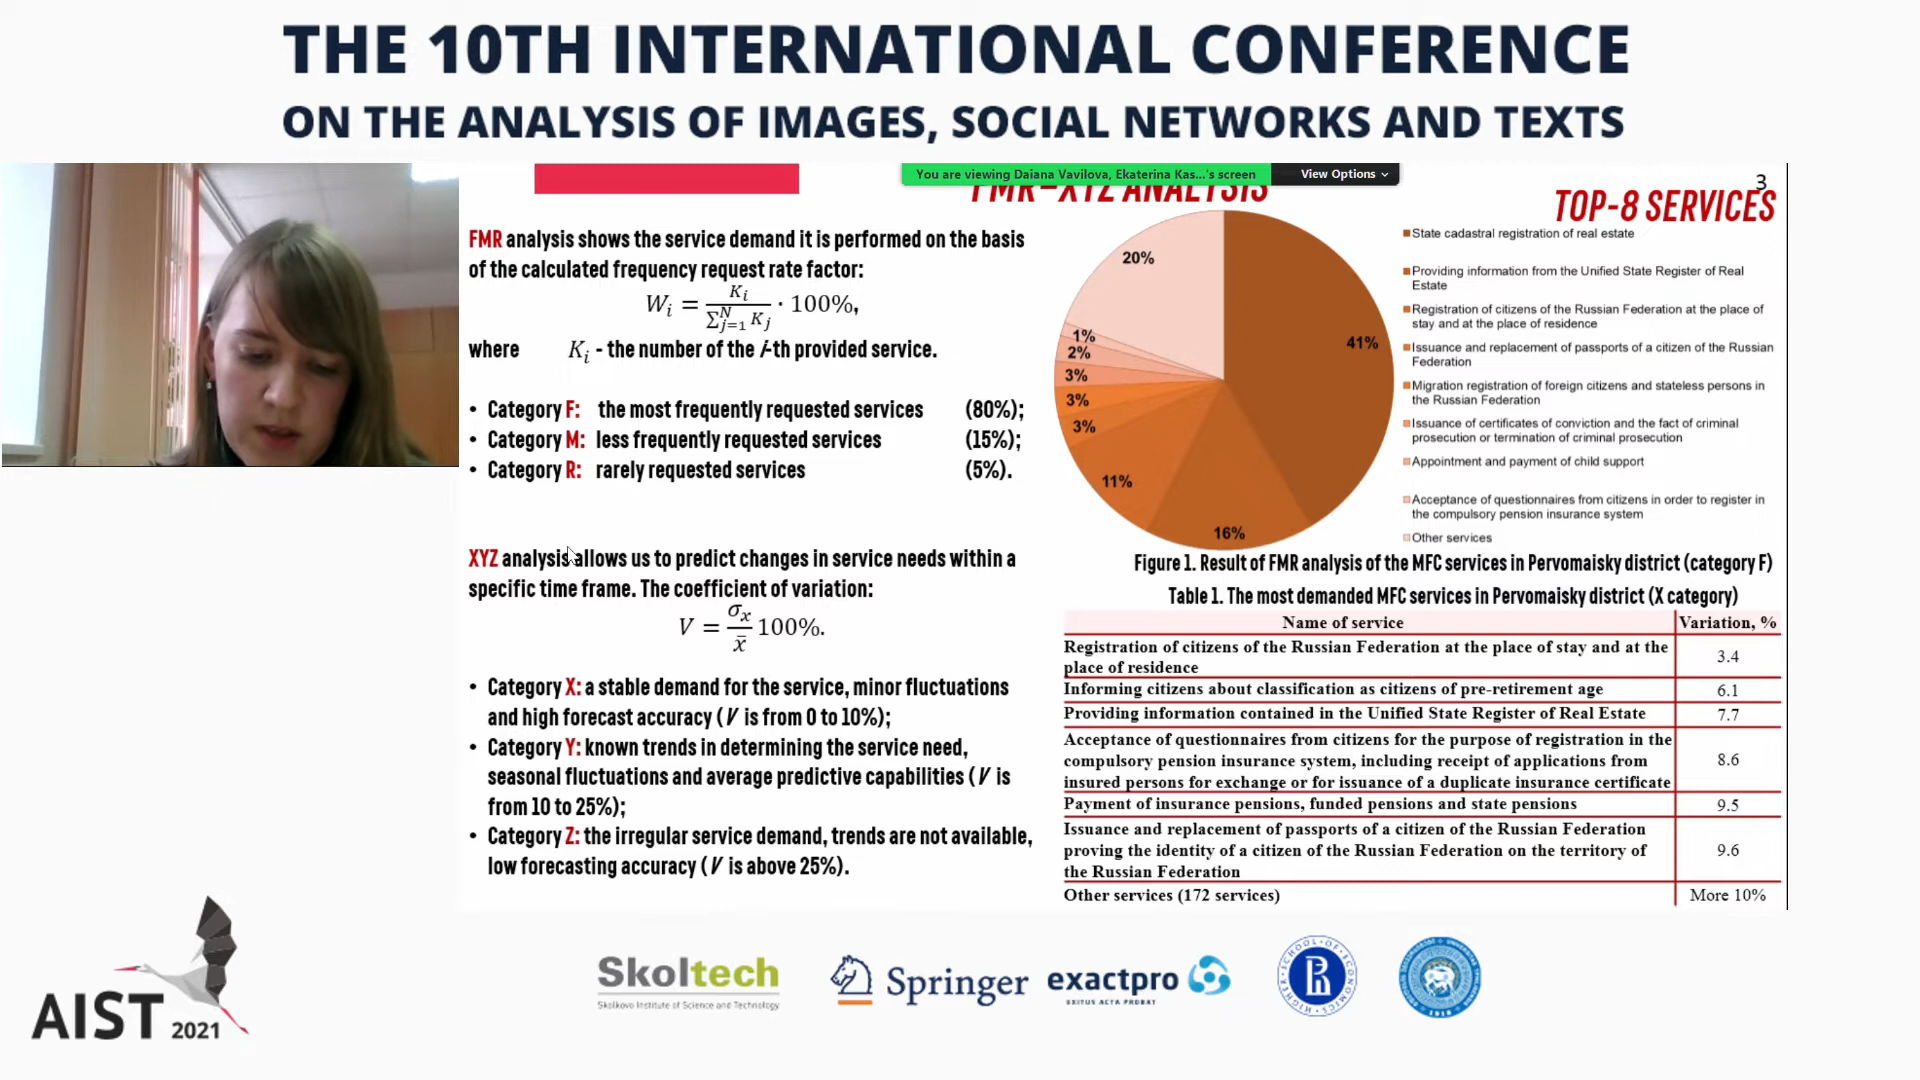 THE 10TH INTERNATIONAL CONFERENCE
ON THE ANALYSIS OF IMAGES, SOCIAL NETWORKS AND TEXTS
You are viewing Daiana Vavilova, Ekaterina Kas...'s screen
View Options
FMR–XYZ ANALYSIS
3
TOP-8 SERVICES
FMR analysis shows the service demand it is performed on the basis
of the calculated frequency request rate factor:
W_i = K_i / ∑_{j=1}^{N} K_j · 100%,
where K_i - the number of the i-th provided service.
• Category F: the most frequently requested services (80%);
• Category M: less frequently requested services (15%);
• Category R: rarely requested services (5%).
XYZ analysis allows us to predict changes in service needs within a
specific time frame. The coefficient of variation:
V = σ_x / x̄ 100%.
• Category X: a stable demand for the service, minor fluctuations
and high forecast accuracy (V is from 0 to 10%);
• Category Y: known trends in determining the service need,
seasonal fluctuations and average predictive capabilities (V is
from 10 to 25%);
• Category Z: the irregular service demand, trends are not available,
low forecasting accuracy (V is above 25%).
20%
1%
2%
3%
3%
3%
11%
16%
41%
State cadastral registration of real estate
Providing information from the Unified State Register of Real
Estate
Registration of citizens of the Russian Federation at the place of
stay and at the place of residence
Issuance and replacement of passports of a citizen of the Russian
Federation
Migration registration of foreign citizens and stateless persons in
the Russian Federation
Issuance of certificates of conviction and the fact of criminal
prosecution or termination of criminal prosecution
Appointment and payment of child support
Acceptance of questionnaires from citizens in order to register in
the compulsory pension insurance system
Other services
Figure 1. Result of FMR analysis of the MFC services in Pervomaisky district (category F)
Table 1. The most demanded MFC services in Pervomaisky district (X category)
Name of service Variation, %
Registration of citizens of the Russian Federation at the place of stay and at the
place of residence 3.4
Informing citizens about classification as citizens of pre-retirement age 6.1
Providing information contained in the Unified State Register of Real Estate 7.7
Acceptance of questionnaires from citizens for the purpose of registration in the
compulsory pension insurance system, including receipt of applications from 8.6
insured persons for exchange or for issuance of a duplicate insurance certificate
Payment of insurance pensions, funded pensions and state pensions 9.5
Issuance and replacement of passports of a citizen of the Russian Federation
proving the identity of a citizen of the Russian Federation on the territory of 9.6
the Russian Federation
Other services (172 services) More 10%
AIST 2021
Skoltech
Skolkovo Institute of Science and Technology
Springer
exactpro
EXITUS ACTA PROBAT
HIGHER SCHOOL OF ECONOMICS